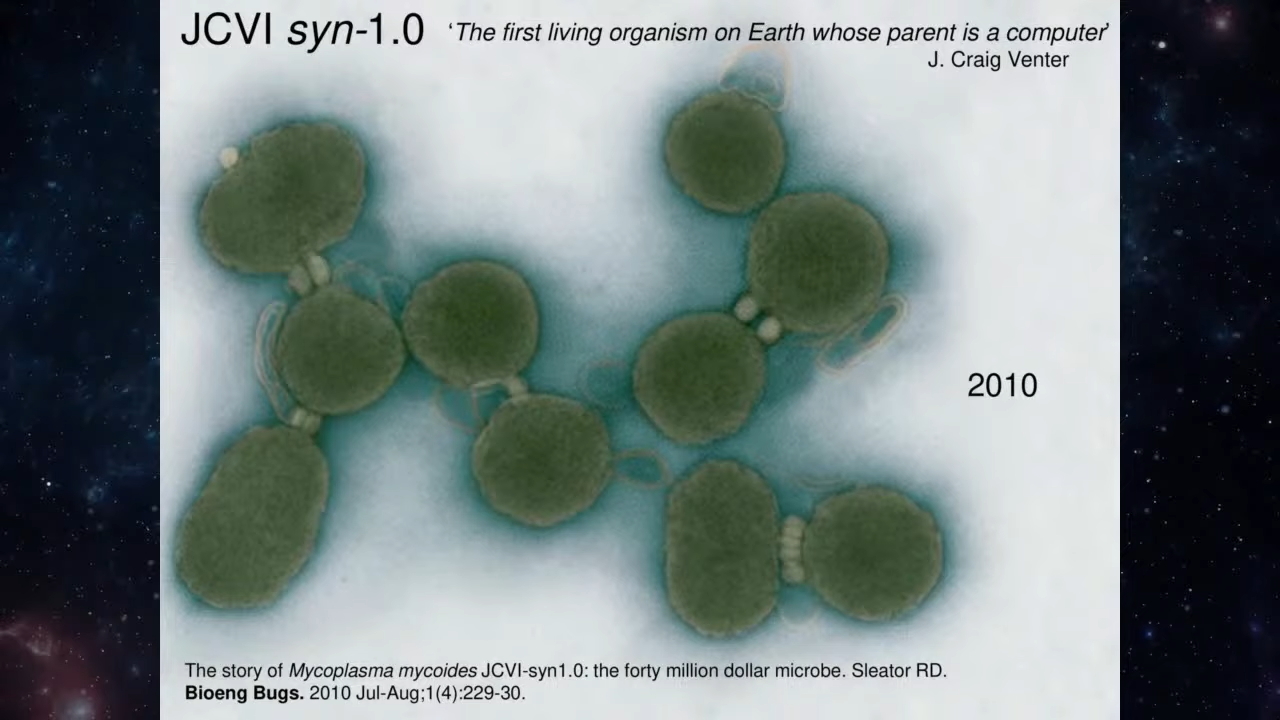 JCVI syn-1.0 ‘The first living organism on Earth whose parent is a computer’
J. Craig Venter
2010
The story of Mycoplasma mycoides JCVI-syn1.0: the forty million dollar microbe. Sleator RD.
Bioeng Bugs. 2010 Jul-Aug;1(4):229-30.